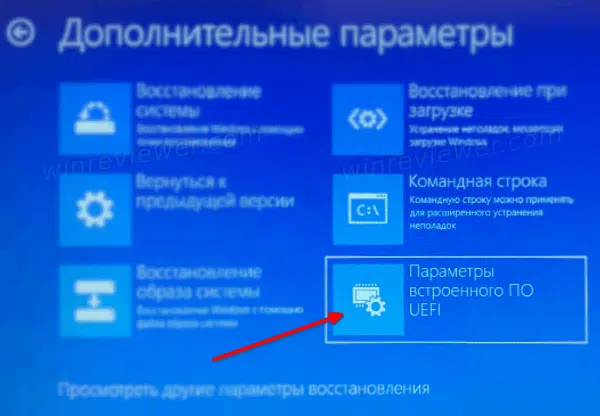 Дополнительные параметры
Восстановление
системы
Восстановление Windows с помощью
точки восстановления
Вернуться к
предыдущей версии
Восстановление
образа системы
Восстановление Windows с помощью
файла образа системы
Восстановление при
загрузке
Устранение неполадок, мешающих
загрузке Windows
Командная строка
Командную строку можно применять
для расширенного устранения
неполадок
C:\
Параметры
встроенного ПО
UEFI
Просмотреть другие параметры восстановления
winreviewer.com
winreviewer.com